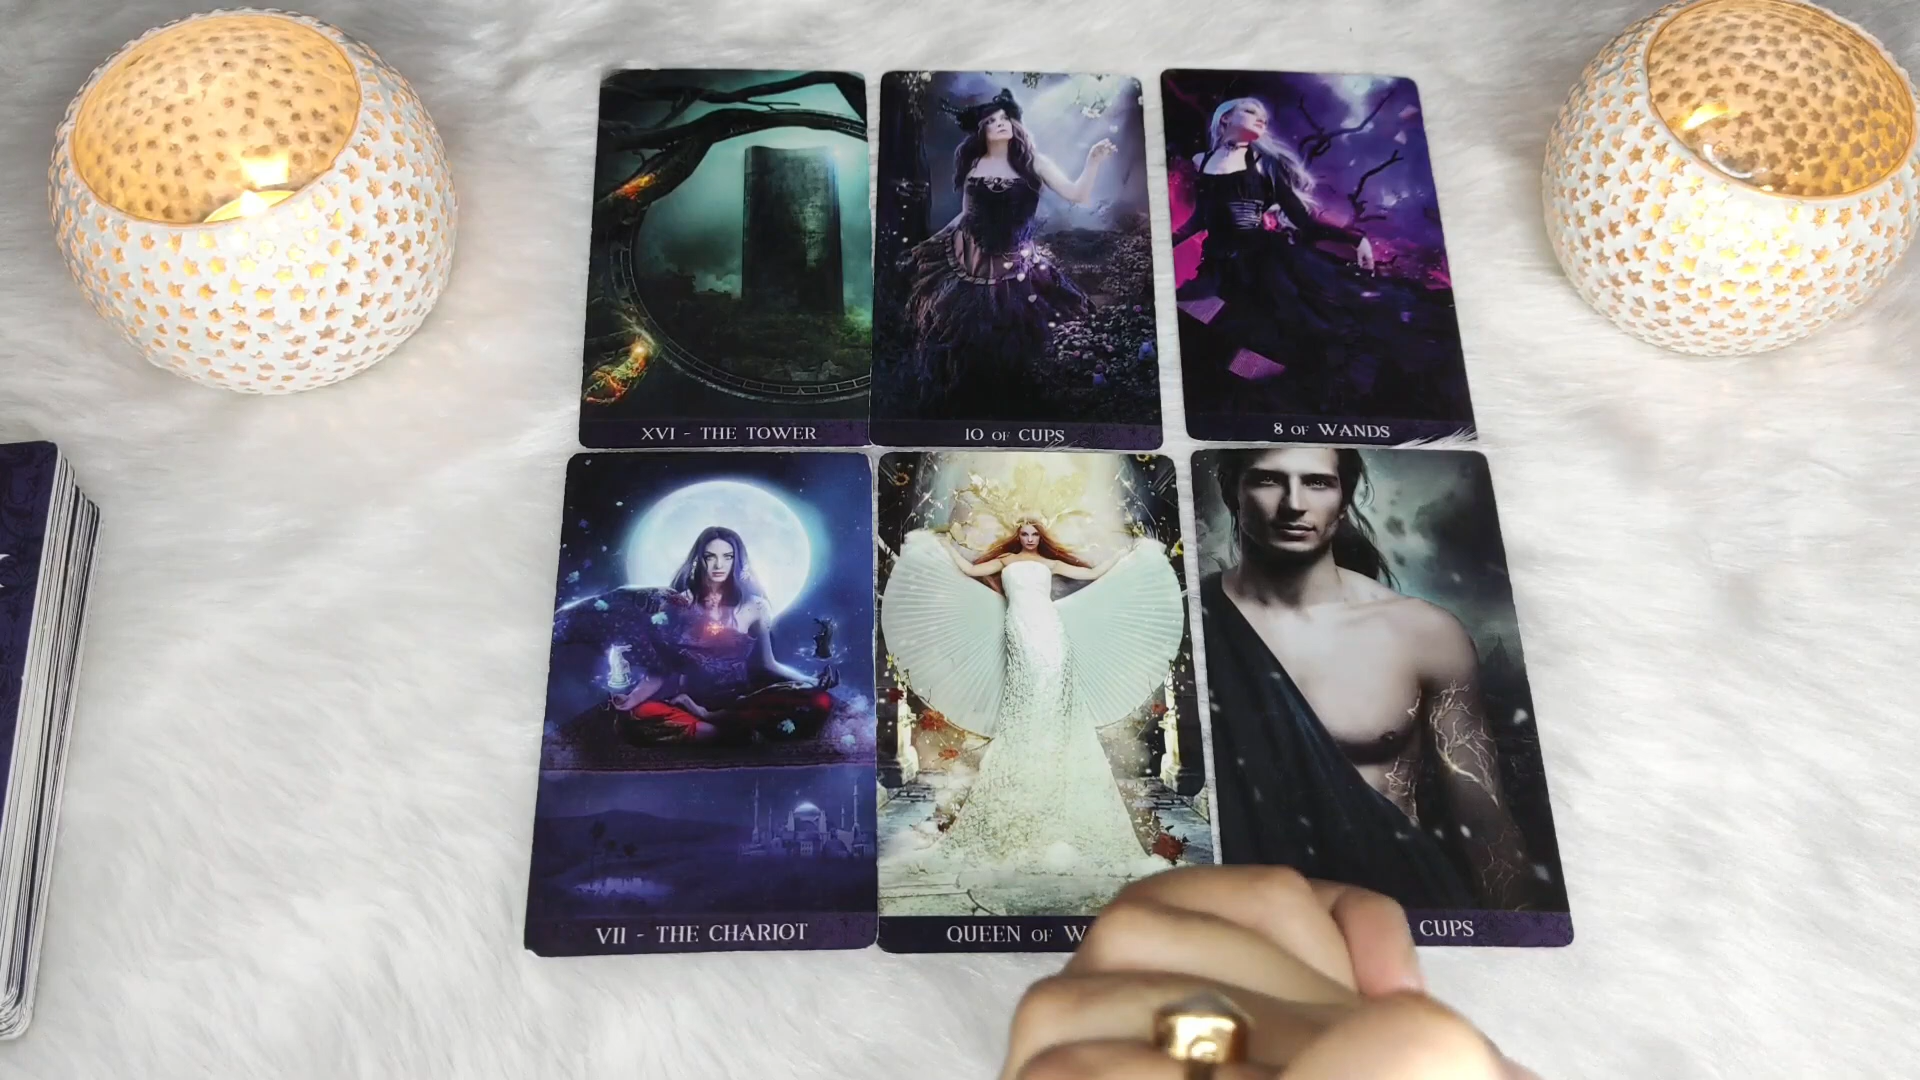 XVI - THE TOWER
10 OF CUPS
8 OF WANDS
VII - THE CHARIOT
QUEEN OF
CUPS